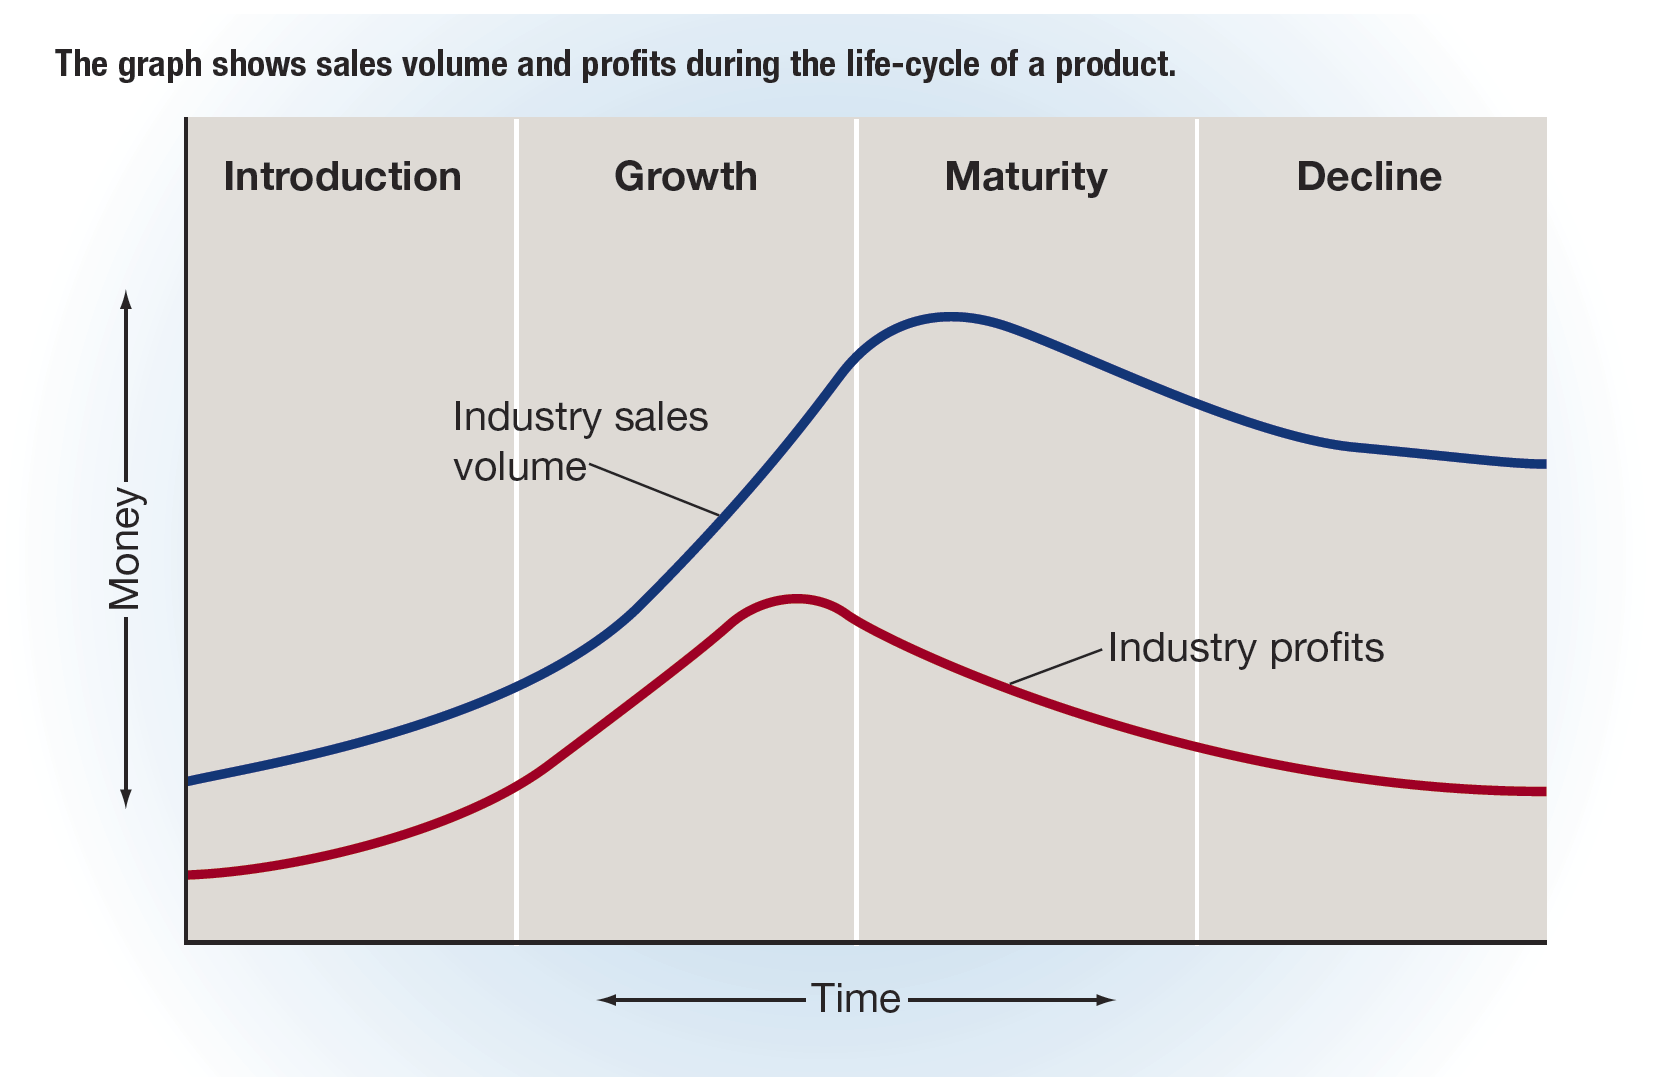 The graph shows sales volume and profits during the life-cycle of a product.
Introduction
Growth
Maturity
Decline
Industry sales
volume
Industry profits
Money
Time